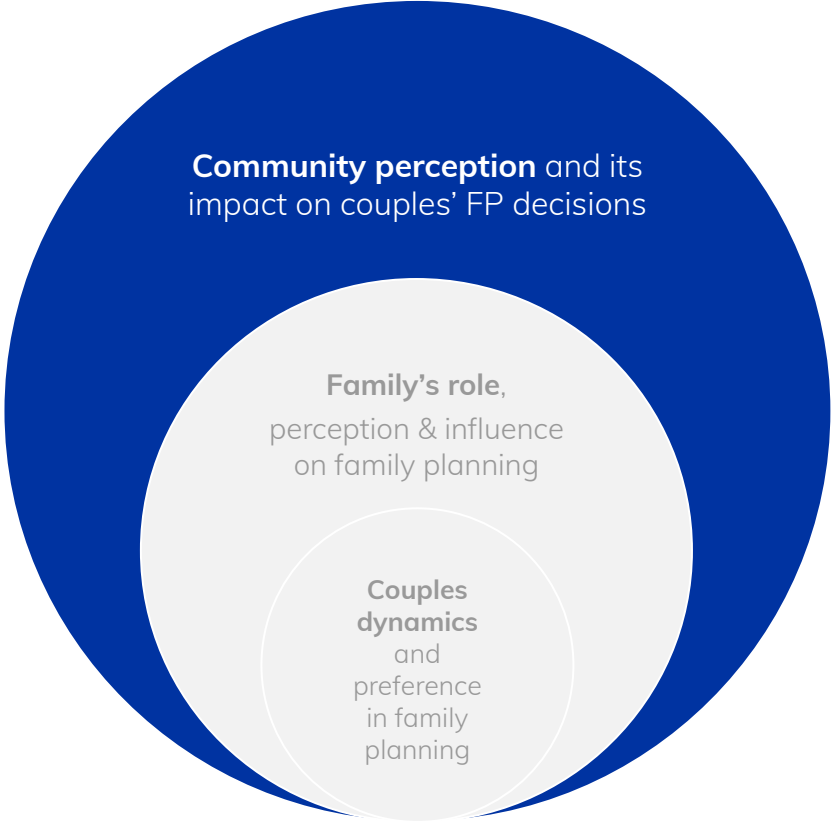 Community perception and its
impact on couples’ FP decisions
Family’s role,
perception & influence
on family planning
Couples
dynamics
and
preference
in family
planning